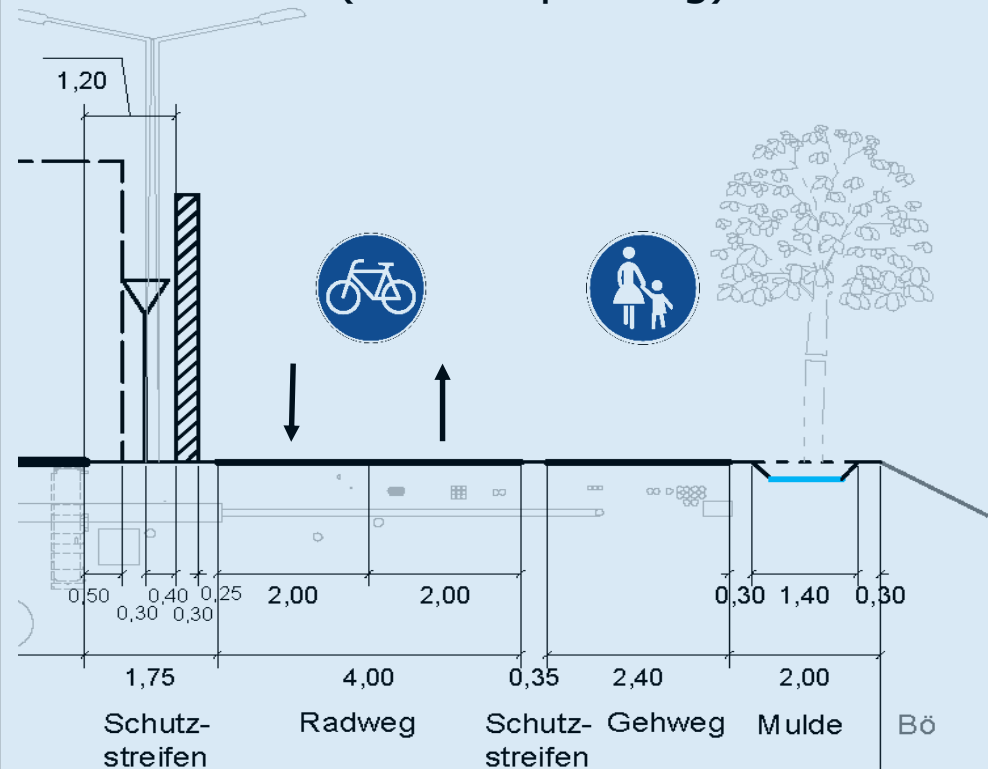 1,20
0,50 0,30 0,40 0,30 0,25 2,00 2,00 0,30 1,40 0,30
1,75 4,00 0,35 2,40 2,00
Schutz- Radweg Schutz- Gehweg Mulde Bö
streifen streifen